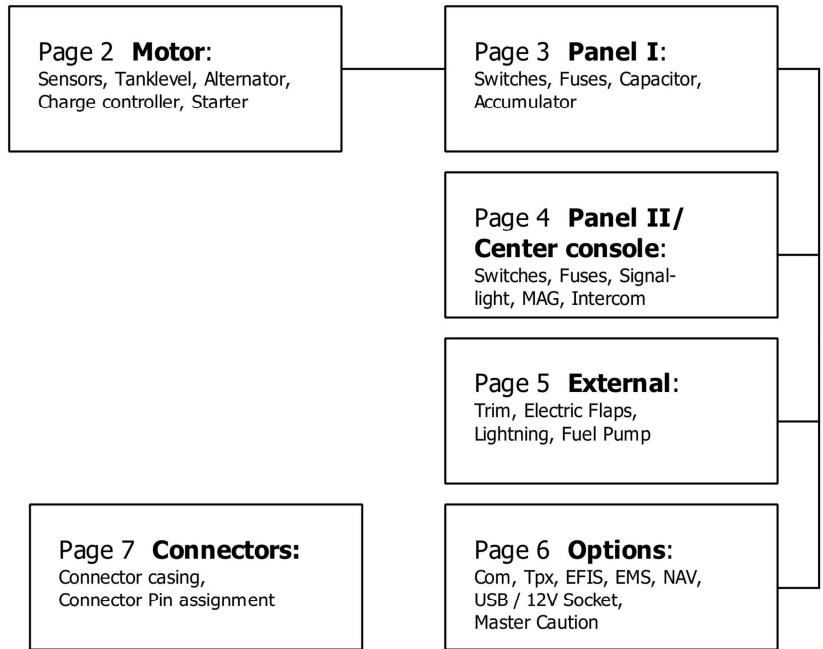 Page 2 Motor:
Sensors, Tanklevel, Alternator,
Charge controller, Starter
Page 3 Panel I:
Switches, Fuses, Capacitor,
Accumulator
Page 4 Panel II/
Center console:
Switches, Fuses, Signal-
light, MAG, Intercom
Page 5 External:
Trim, Electric Flaps,
Lightning, Fuel Pump
Page 7 Connectors:
Connector casing,
Connector Pin assignment
Page 6 Options:
Com, Tpx, EFIS, EMS, NAV,
USB / 12V Socket,
Master Caution